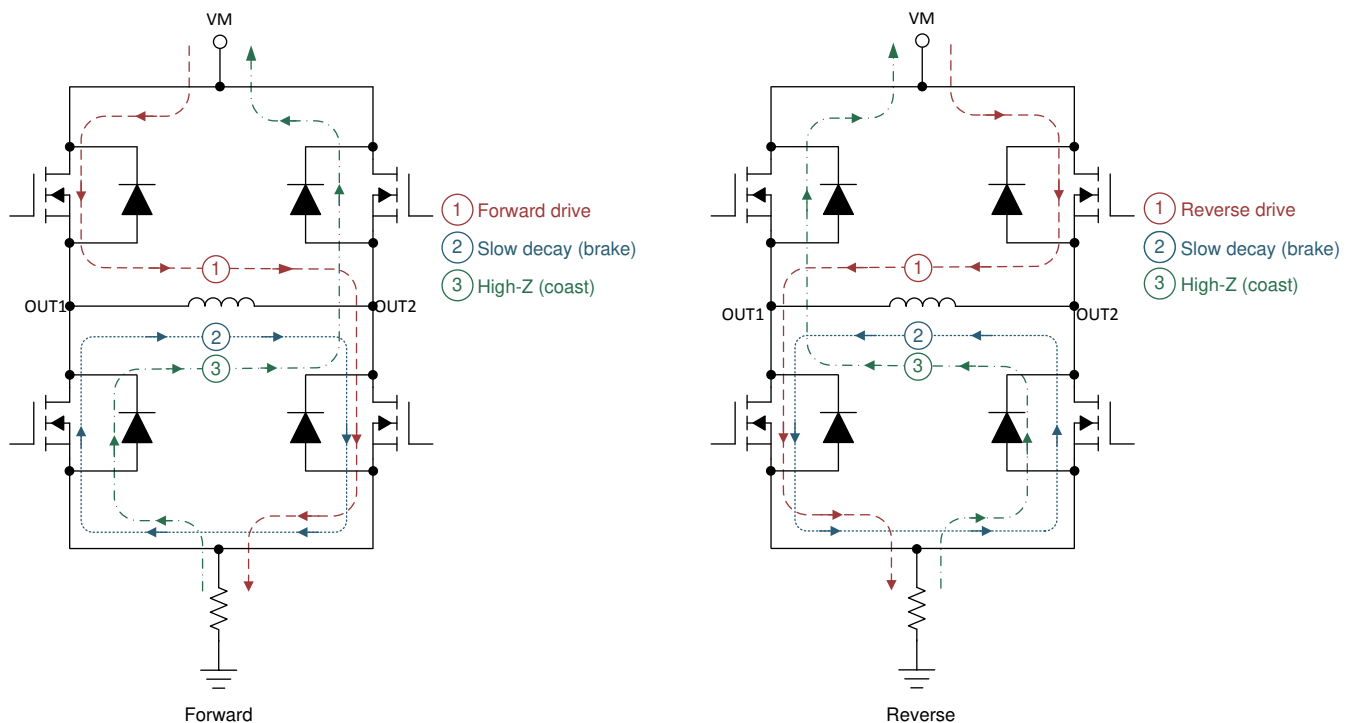 VM
1 Forward drive
2 Slow decay (brake)
3 High-Z (coast)
1
OUT1
OUT2
2
3
Forward
VM
1 Reverse drive
2 Slow decay (brake)
3 High-Z (coast)
1
OUT1
OUT2
2
3
Reverse